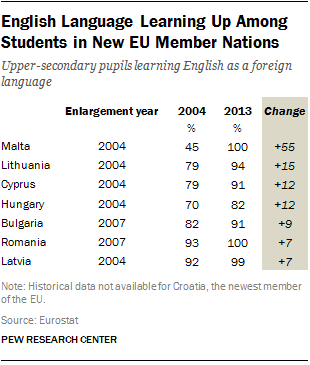 English Language Learning Up Among
Students in New EU Member Nations
Upper-secondary pupils learning English as a foreign
language
Enlargement year 2004 2013 Change
% %
Malta 2004 45 100 +55
Lithuania 2004 79 94 +15
Cyprus 2004 79 91 +12
Hungary 2004 70 82 +12
Bulgaria 2007 82 91 +9
Romania 2007 93 100 +7
Latvia 2004 92 99 +7
Note: Historical data not available for Croatia, the newest member
of the EU.
Source: Eurostat
PEW RESEARCH CENTER